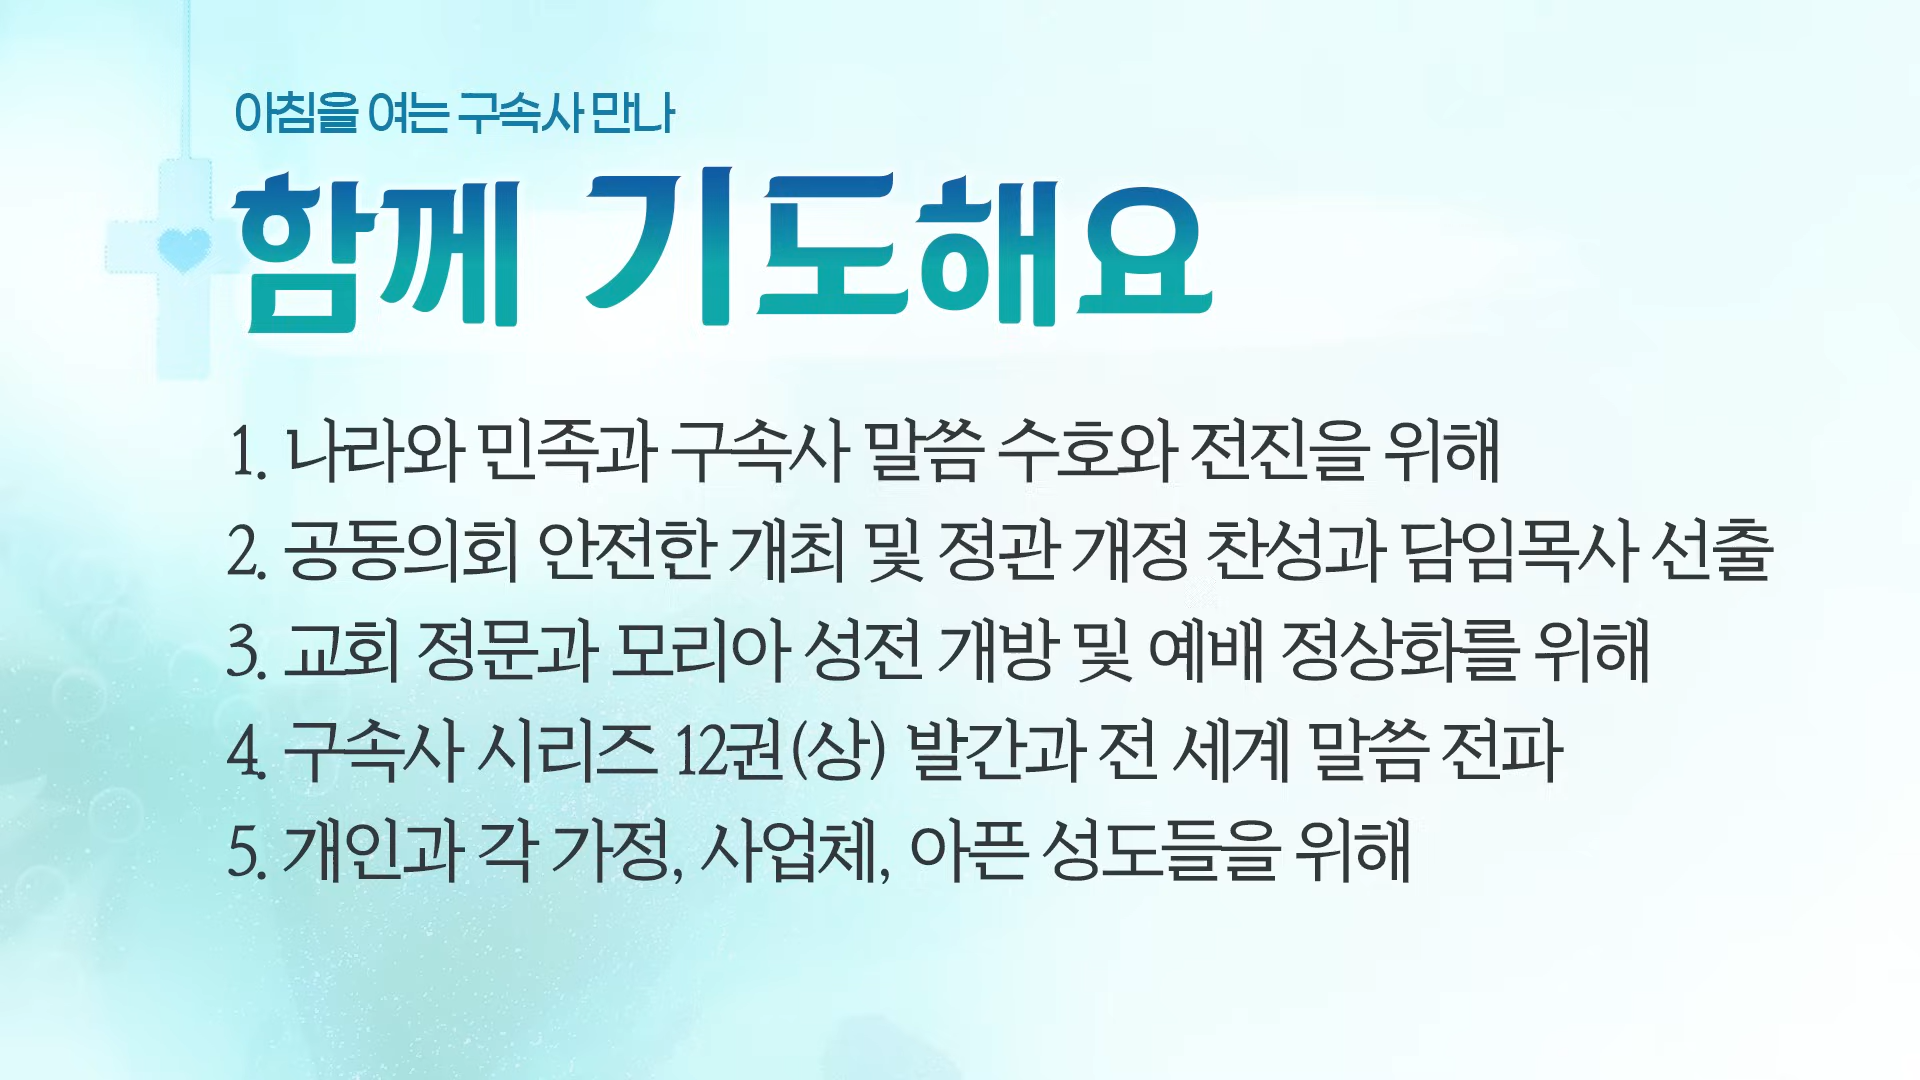 아침을 여는 구속사 만나
함께 기도해요
1. 나라와 민족과 구속사 말씀 수호와 전진을 위해
2. 공동의회 안전한 개최 및 정관 개정 찬성과 담임목사 선출
3. 교회 정문과 모리아 성전 개방 및 예배 정상화를 위해
4. 구속사 시리즈 12권(상) 발간과 전 세계 말씀 전파
5. 개인과 각 가정, 사업체, 아픈 성도들을 위해